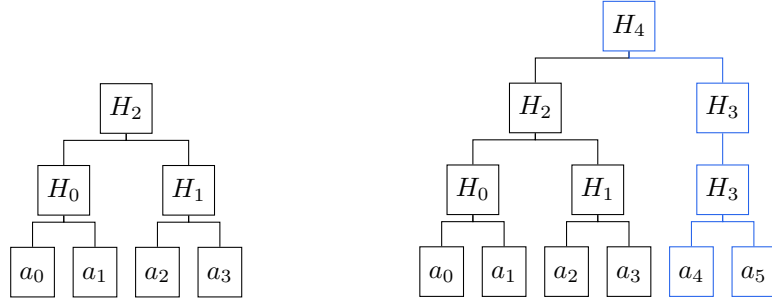 H₄
H₂ H₂ H₃
H₀ H₁ H₀ H₁ H₃
a₀ a₁ a₂ a₃ a₀ a₁ a₂ a₃ a₄ a₅